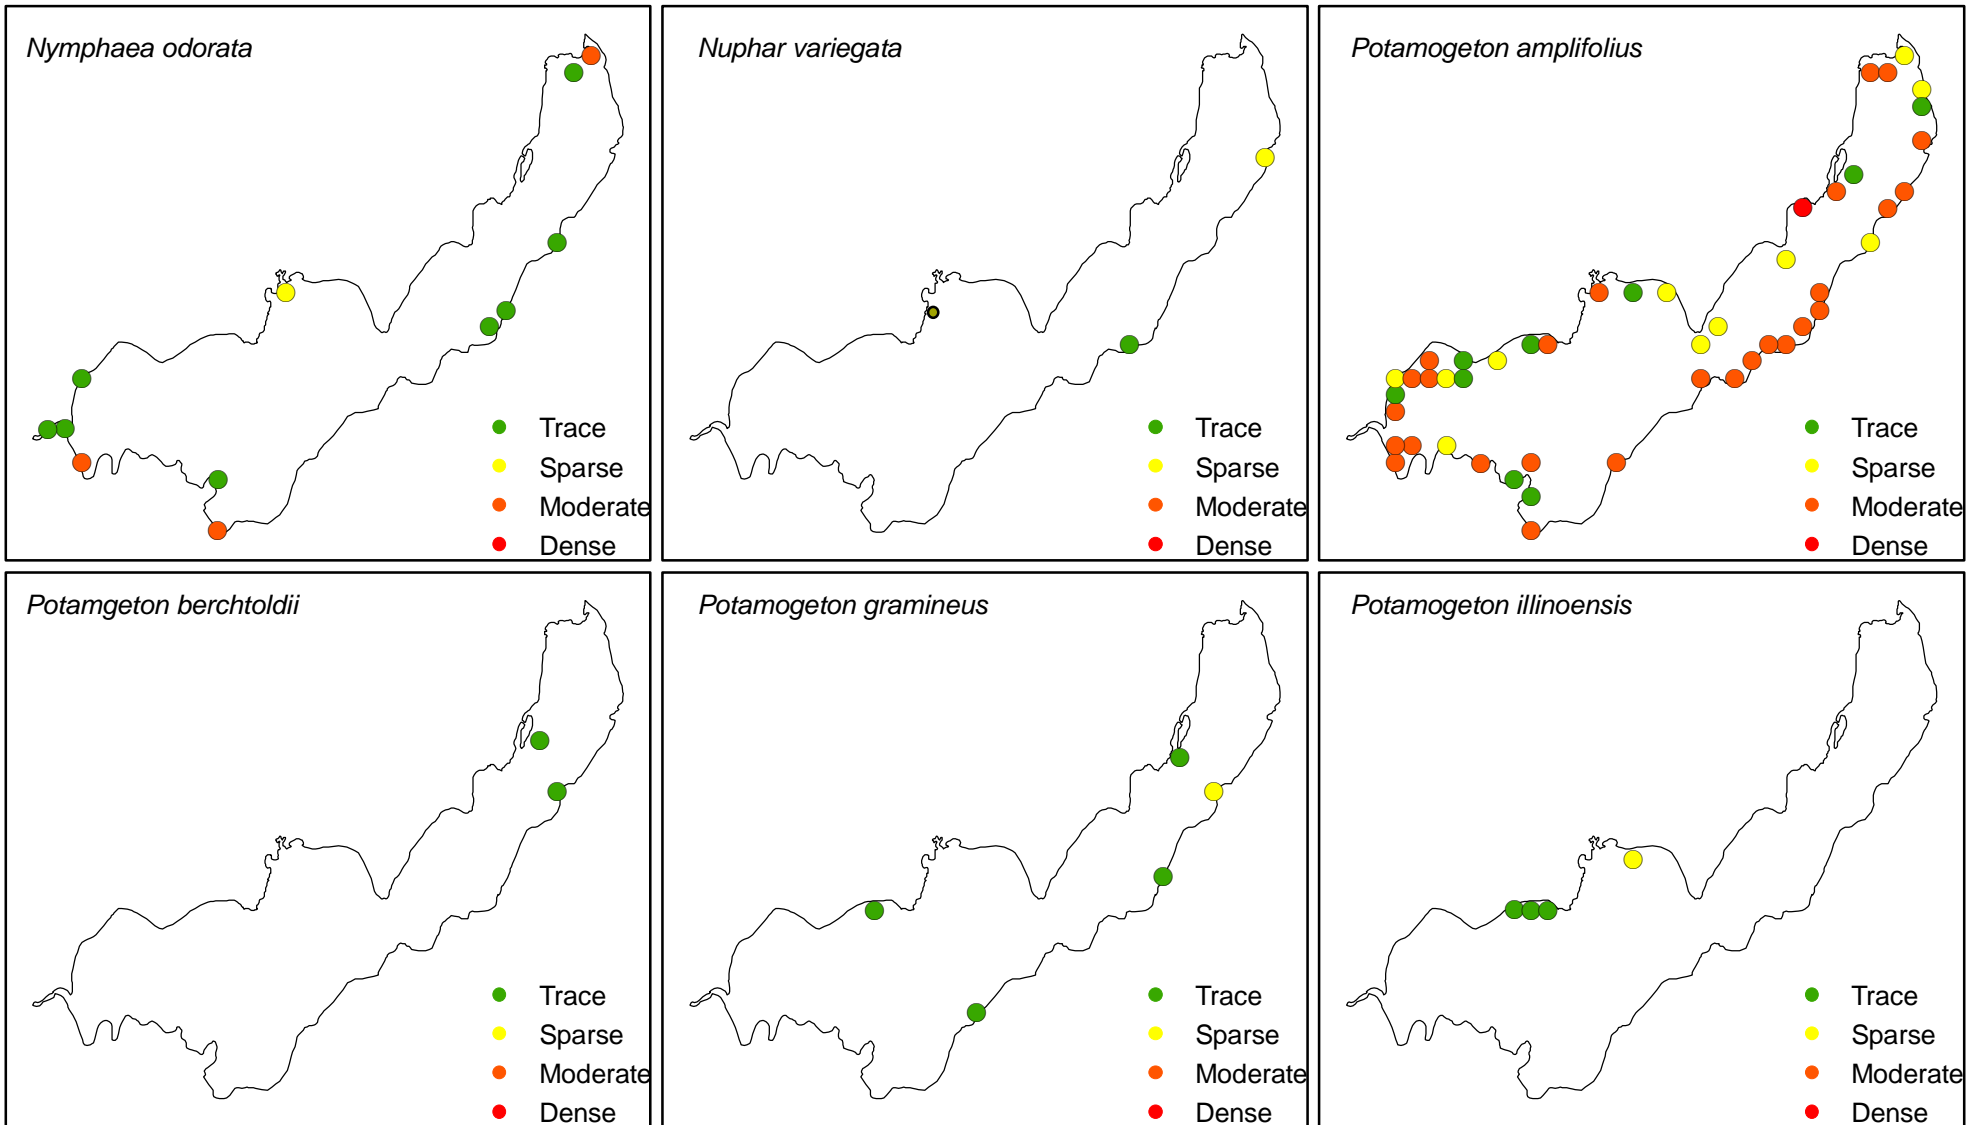 Nymphaea odorata
Trace
Sparse
Moderate
Dense
Nuphar variegata
Trace
Sparse
Moderate
Dense
Potamogeton amplifolius
Trace
Sparse
Moderate
Dense
Potamgeton berchtoldii
Trace
Sparse
Moderate
Dense
Potamogeton gramineus
Trace
Sparse
Moderate
Dense
Potamogeton illinoensis
Trace
Sparse
Moderate
Dense